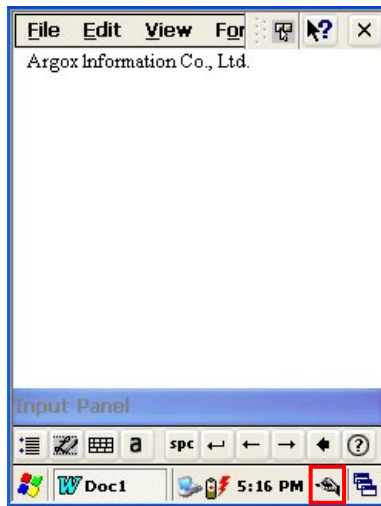 File Edit View For ?
Argox Information Co., Ltd.
Input Panel
a spc ?
W Doc1 5:16 PM